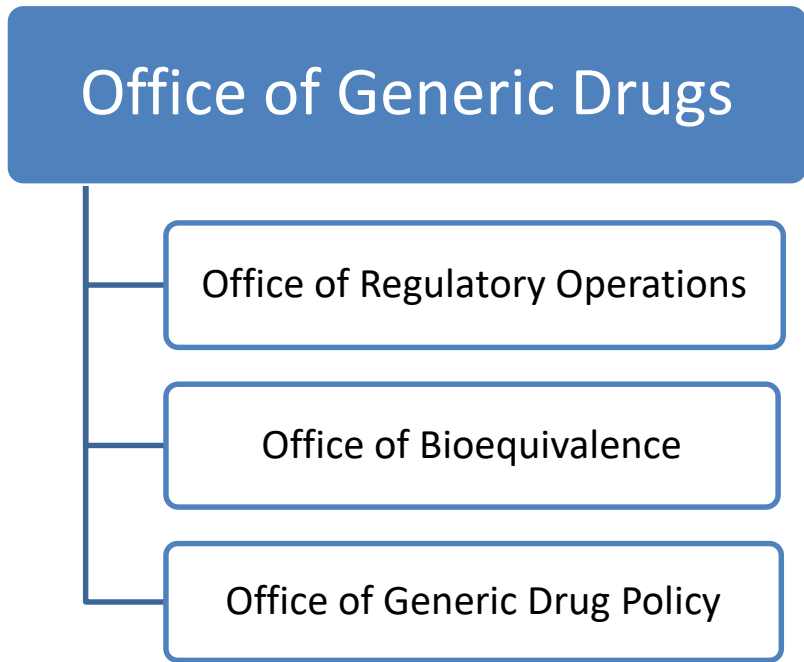 Office of Generic Drugs
Office of Regulatory Operations
Office of Bioequivalence
Office of Generic Drug Policy